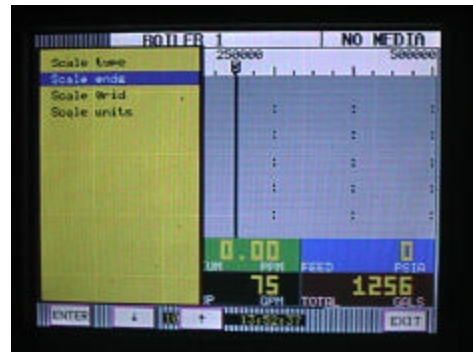 BOILER 1 NO MEDIA
250000 500000
Scale type
Scale ends
Scale Grid
Scale units
0.00 0
PPM FEED PSIA
75 1256
GPM TOTAL GALS
ENTER EXIT